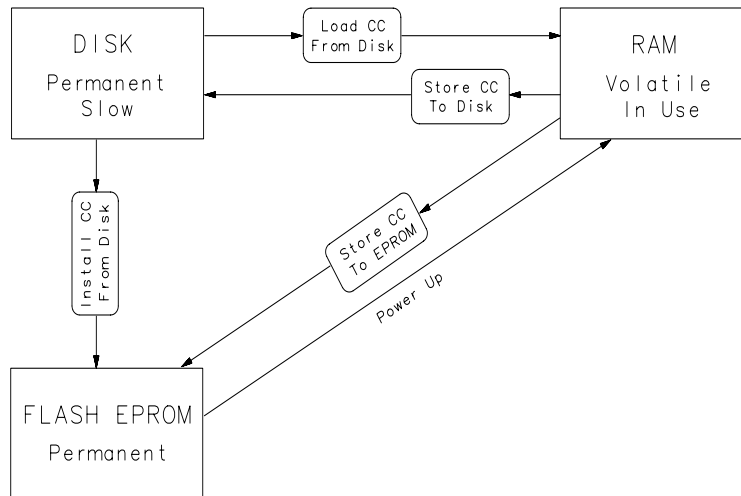 DISK
Permanent
Slow
Load CC
From Disk
RAM
Volatile
In Use
Store CC
To Disk
Install CC
From Disk
Store CC
To EPROM
Power Up
FLASH EPROM
Permanent